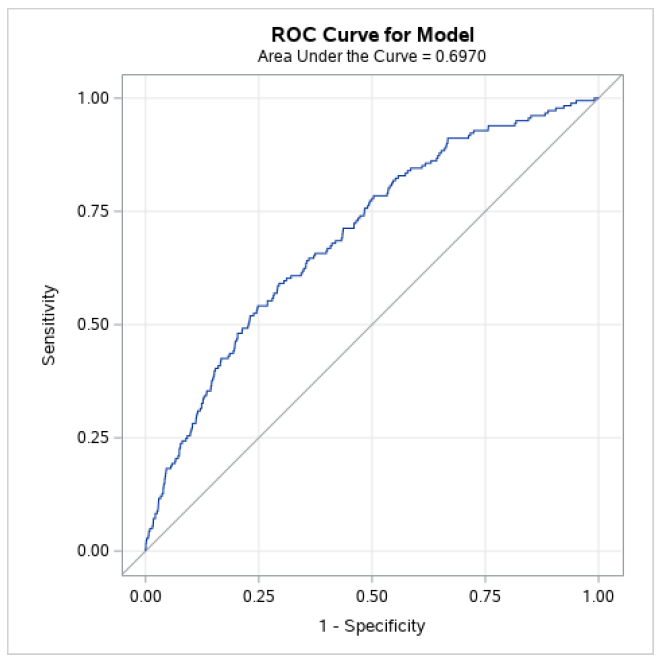 ROC Curve for Model
Area Under the Curve = 0.6970
1.00
0.75
0.50
0.25
0.00
Sensitivity
0.00
0.25
0.50
0.75
1.00
1 - Specificity